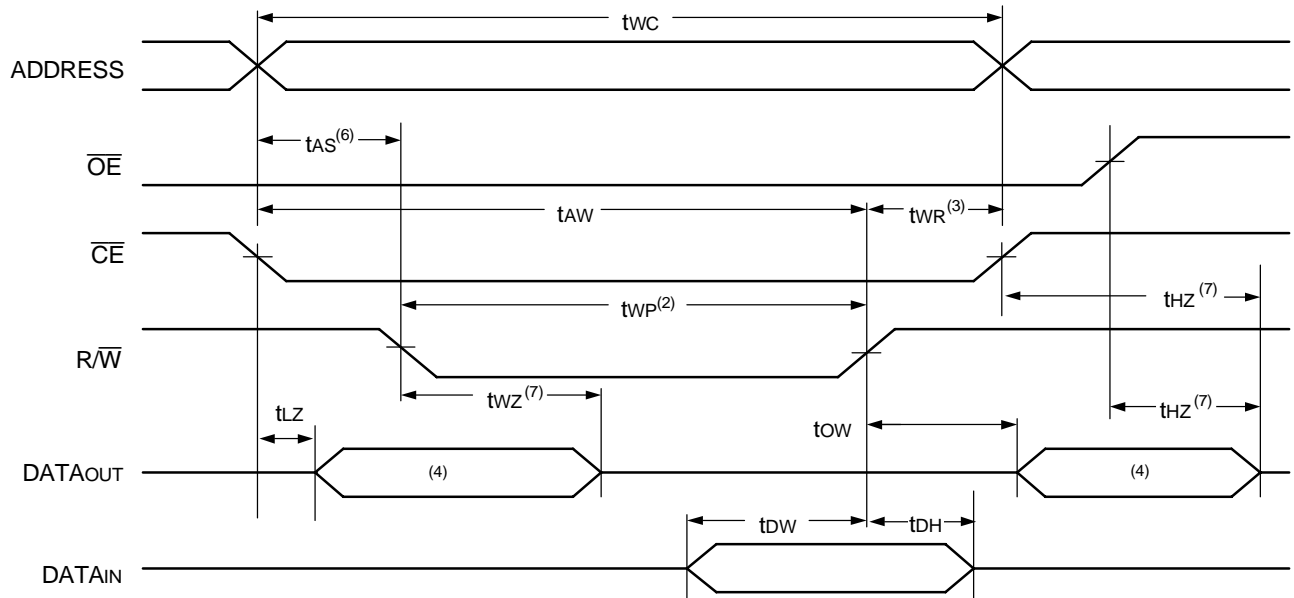 tWC
ADDRESS
tAS(6)
OE
tAW
tWR(3)
CE
tWP(2)
tHZ(7)
R/W
tWZ(7)
tLZ
tHZ(7)
tOW
DATAOUT
(4)
(4)
tDW
tDH
DATAIN